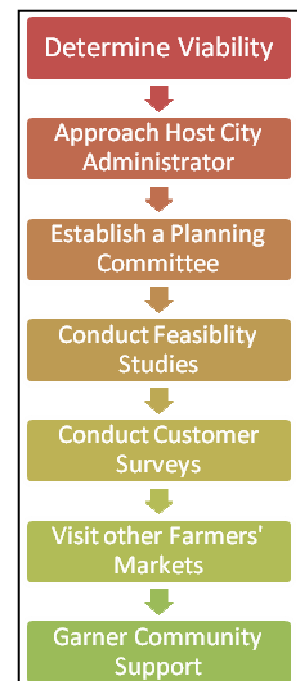 Determine Viability
Approach Host City
Administrator
Establish a Planning
Committee
Conduct Feasiblity
Studies
Conduct Customer
Surveys
Visit other Farmers'
Markets
Garner Community
Support